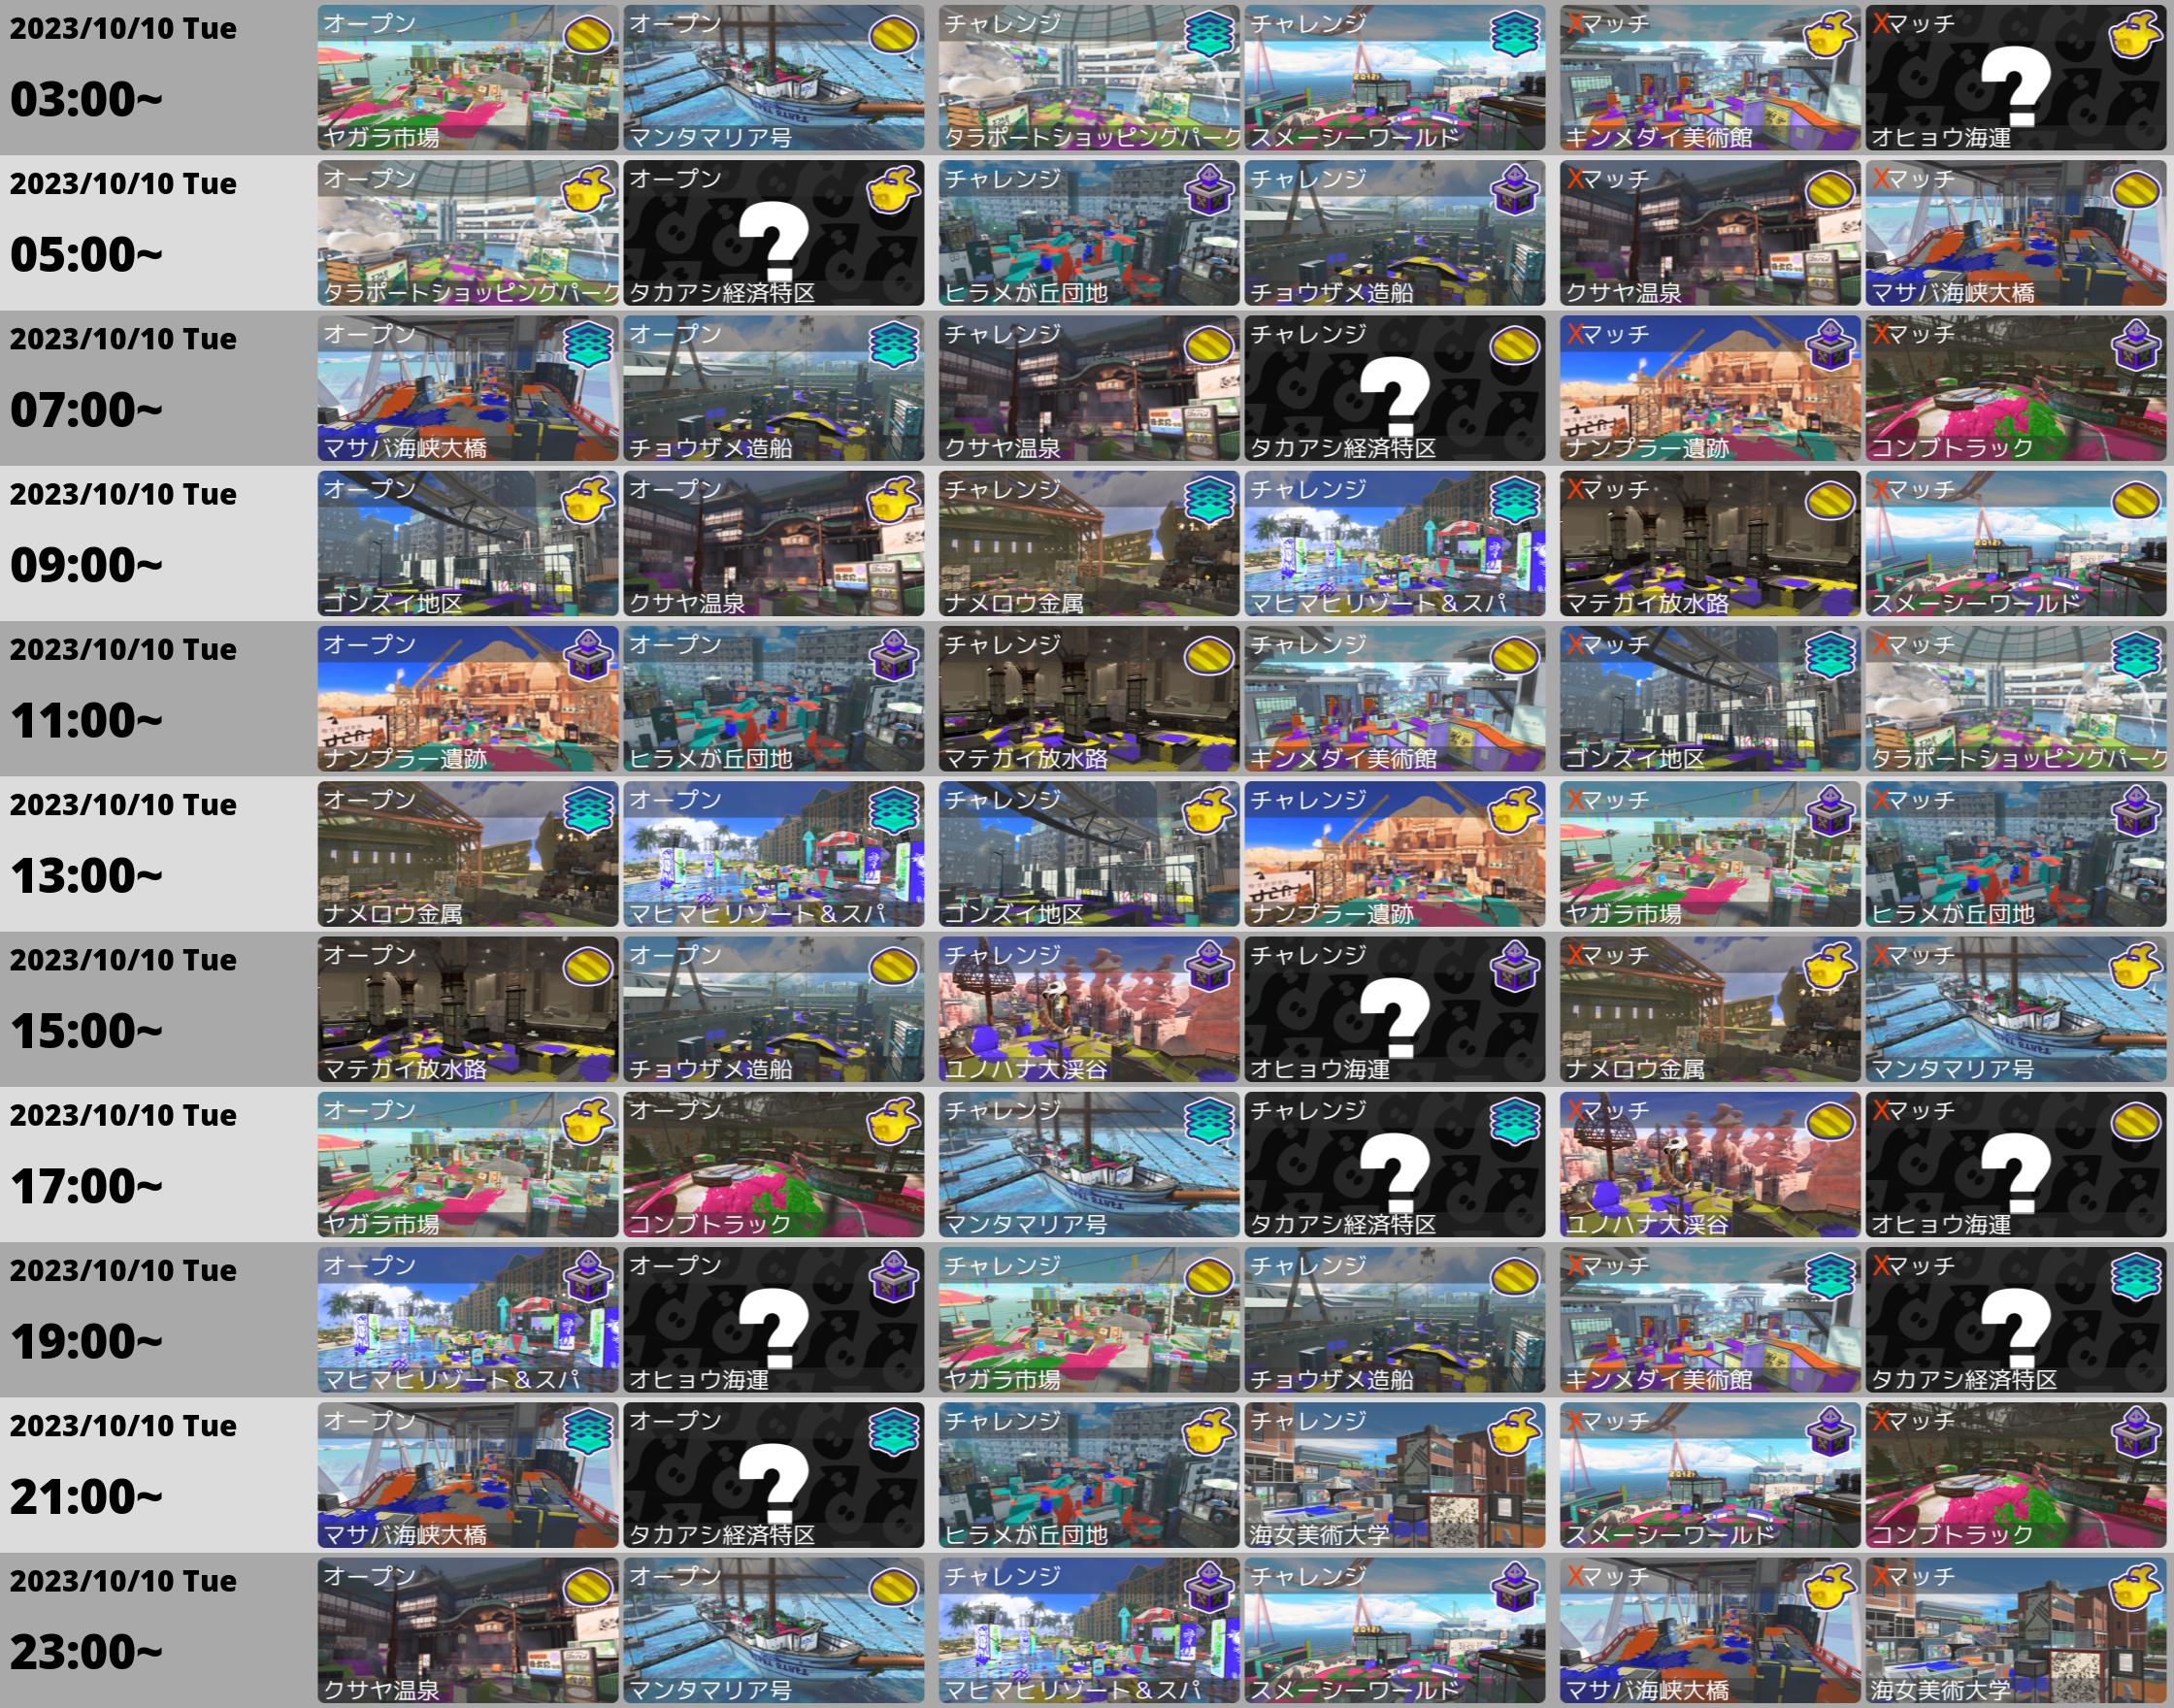 2023/10/10 Tue
03:00~
オープン オープン チャレンジ チャレンジ Xマッチ Xマッチ
ヤガラ市場 マンタマリア号 タラポートショッピングパーク スメーシーワールド キンメダイ美術館 オヒョウ海運
2023/10/10 Tue
05:00~
オープン オープン チャレンジ チャレンジ Xマッチ Xマッチ
タラポートショッピングパーク タカアシ経済特区 ヒラメが丘団地 チョウザメ造船 クサヤ温泉 マサバ海峡大橋
2023/10/10 Tue
07:00~
オープン オープン チャレンジ チャレンジ Xマッチ Xマッチ
マサバ海峡大橋 チョウザメ造船 クサヤ温泉 タカアシ経済特区 ナンプラー遺跡 コンブトラック
2023/10/10 Tue
09:00~
オープン オープン チャレンジ チャレンジ Xマッチ Xマッチ
ゴンズイ地区 クサヤ温泉 ナメロウ金属 マヒマヒリゾート＆スパ マテガイ放水路 スメーシーワールド
2023/10/10 Tue
11:00~
オープン オープン チャレンジ チャレンジ Xマッチ Xマッチ
ナンプラー遺跡 ヒラメが丘団地 マテガイ放水路 キンメダイ美術館 ゴンズイ地区 タラポートショッピングパーク
2023/10/10 Tue
13:00~
オープン オープン チャレンジ チャレンジ Xマッチ Xマッチ
ナメロウ金属 マヒマヒリゾート＆スパ ゴンズイ地区 ナンプラー遺跡 ヤガラ市場 ヒラメが丘団地
2023/10/10 Tue
15:00~
オープン オープン チャレンジ チャレンジ Xマッチ Xマッチ
マテガイ放水路 チョウザメ造船 ユノハナ大渓谷 オヒョウ海運 ナメロウ金属 マンタマリア号
2023/10/10 Tue
17:00~
オープン オープン チャレンジ チャレンジ Xマッチ Xマッチ
ヤガラ市場 コンブトラック マンタマリア号 タカアシ経済特区 ユノハナ大渓谷 オヒョウ海運
2023/10/10 Tue
19:00~
オープン オープン チャレンジ チャレンジ Xマッチ Xマッチ
マヒマヒリゾート＆スパ オヒョウ海運 ヤガラ市場 チョウザメ造船 キンメダイ美術館 タカアシ経済特区
2023/10/10 Tue
21:00~
オープン オープン チャレンジ チャレンジ Xマッチ Xマッチ
マサバ海峡大橋 タカアシ経済特区 ヒラメが丘団地 海女美術大学 スメーシーワールド コンブトラック
2023/10/10 Tue
23:00~
オープン オープン チャレンジ チャレンジ Xマッチ Xマッチ
クサヤ温泉 マンタマリア号 マヒマヒリゾート＆スパ スメーシーワールド マサバ海峡大橋 海女美術大学